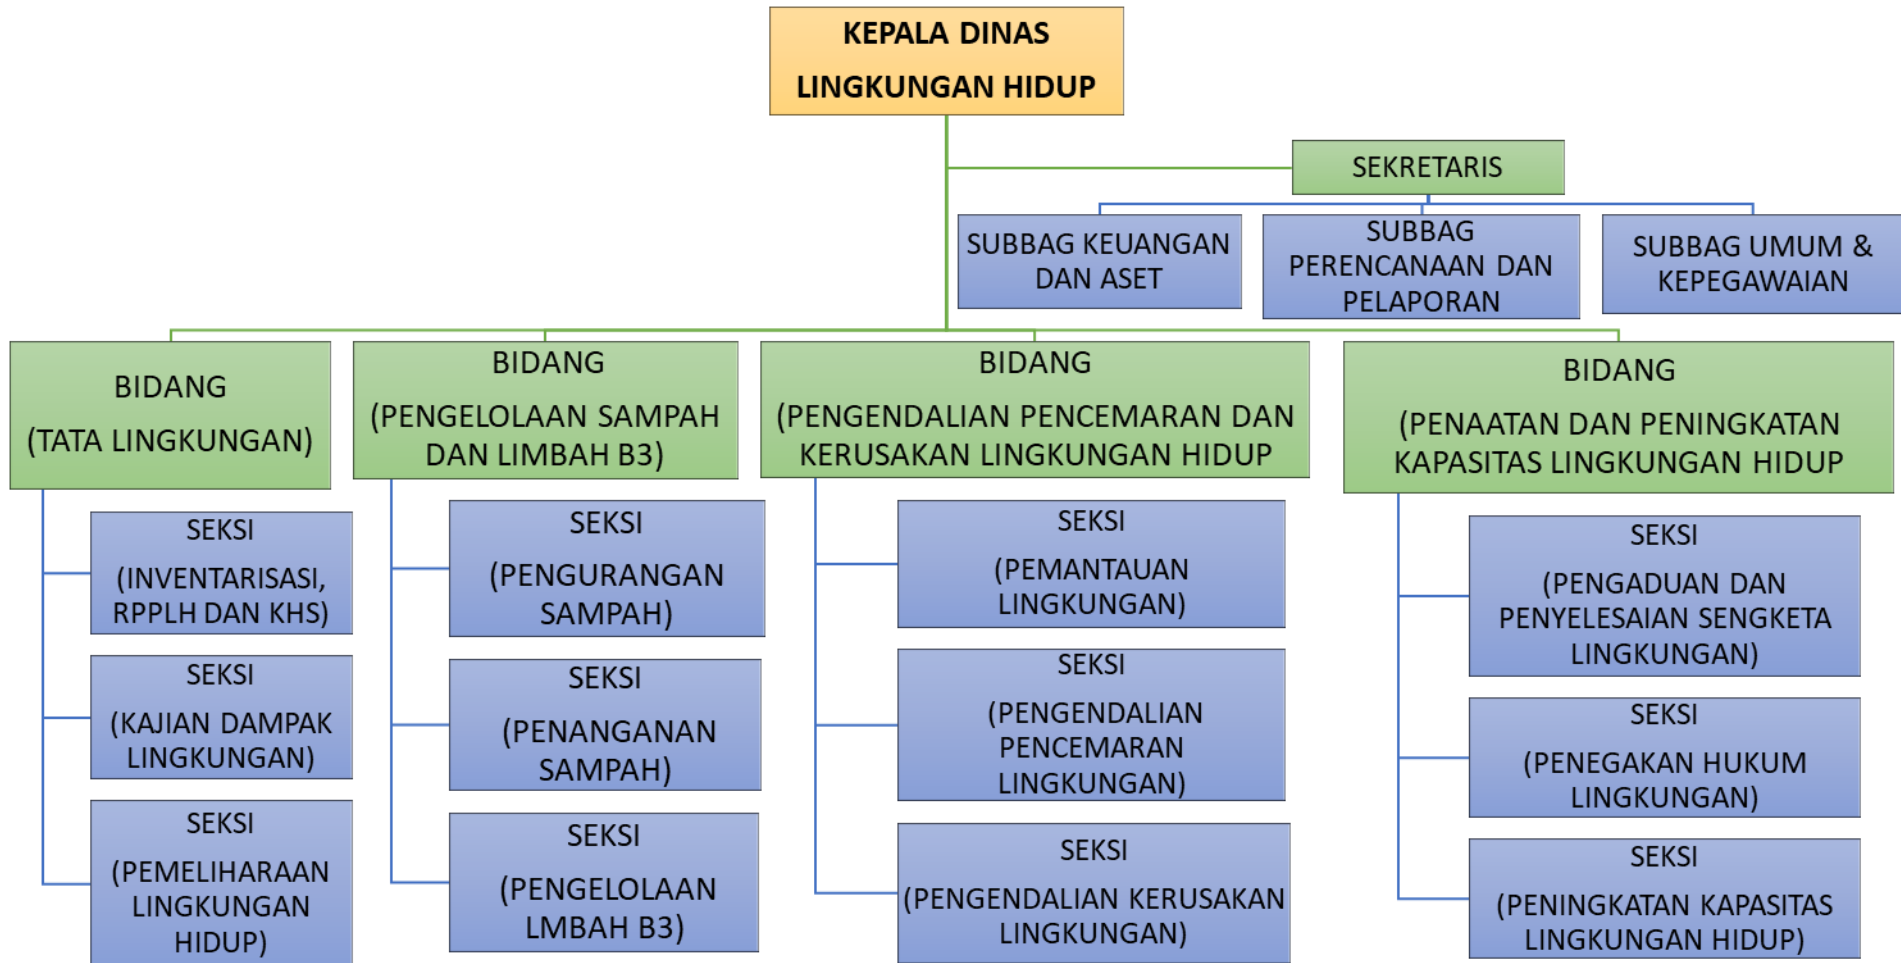 KEPALA DINAS
LINGKUNGAN HIDUP
SEKRETARIS
SUBBAG KEUANGAN
DAN ASET
SUBBAG
PERENCANAAN DAN
PELAPORAN
SUBBAG UMUM &
KEPEGAWAIAN
BIDANG
(TATA LINGKUNGAN)
SEKSI
(INVENTARISASI,
RPPLH DAN KHS)
SEKSI
(KAJIAN DAMPAK
LINGKUNGAN)
SEKSI
(PEMELIHARAAN
LINGKUNGAN
HIDUP)
BIDANG
(PENGELOLAAN SAMPAH
DAN LIMBAH B3)
SEKSI
(PENGURANGAN
SAMPAH)
SEKSI
(PENANGANAN
SAMPAH)
SEKSI
(PENGELOLAAN
LMBAH B3)
BIDANG
(PENGENDALIAN PENCEMARAN DAN
KERUSAKAN LINGKUNGAN HIDUP
SEKSI
(PEMANTAUAN
LINGKUNGAN)
SEKSI
(PENGENDALIAN
PENCEMARAN
LINGKUNGAN)
SEKSI
(PENGENDALIAN KERUSAKAN
LINGKUNGAN)
BIDANG
(PENAATAN DAN PENINGKATAN
KAPASITAS LINGKUNGAN HIDUP
SEKSI
(PENGADUAN DAN
PENYELESAIAN SENGKETA
LINGKUNGAN)
SEKSI
(PENEGAKAN HUKUM
LINGKUNGAN)
SEKSI
(PENINGKATAN KAPASITAS
LINGKUNGAN HIDUP)